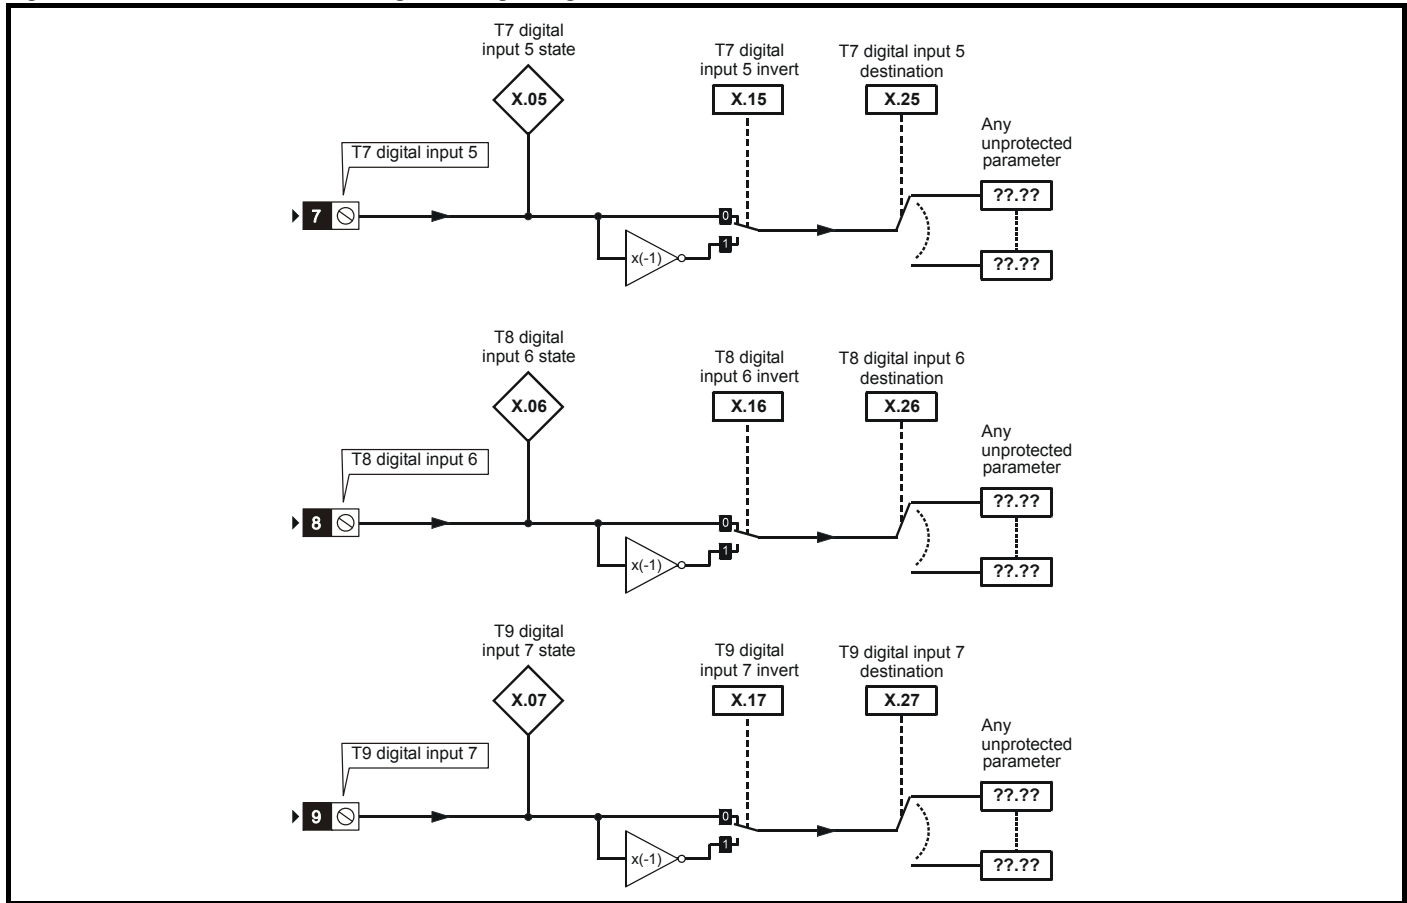 T7 digital
input 5 state
X.05
T7 digital
input 5 invert
X.15
T7 digital input 5
destination
X.25
Any
unprotected
parameter
T7 digital input 5
7
0
1
x(-1)
??.??
??.??
T8 digital
input 6 state
X.06
T8 digital
input 6 invert
X.16
T8 digital input 6
destination
X.26
Any
unprotected
parameter
T8 digital input 6
8
0
1
x(-1)
??.??
??.??
T9 digital
input 7 state
X.07
T9 digital
input 7 invert
X.17
T9 digital input 7
destination
X.27
Any
unprotected
parameter
T9 digital input 7
9
0
1
x(-1)
??.??
??.??